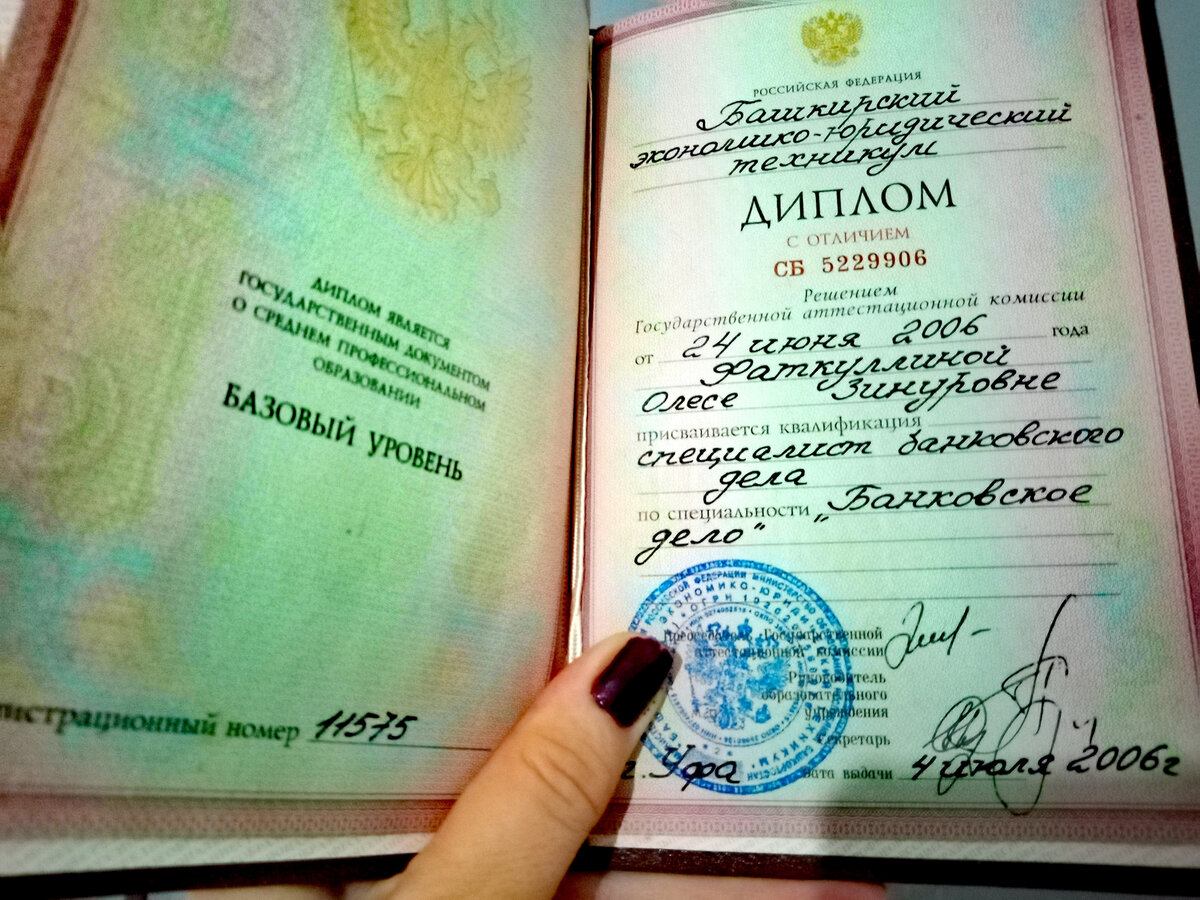 ДИПЛОМ ЯВЛЯЕТСЯ
ГОСУДАРСТВЕННЫМ ДОКУМЕНТОМ
О СРЕДНЕМ ПРОФЕССИОНАЛЬНОМ
ОБРАЗОВАНИИ
БАЗОВЫЙ УРОВЕНЬ
номер 11575
РОССИЙСКАЯ ФЕДЕРАЦИЯ
Башкирский
экономико-юридический
техникум
ДИПЛОМ
С ОТЛИЧИЕМ
СБ 5229906
Решением
Государственной аттестационной комиссии
от 24 июня 2006 года
Фаткуллиной
Олесе Зинуровне
присваивается квалификация
специалист банковского
дела
по специальности „Банковское
дело"
Государственной
аттестационной комиссии
Руководитель
образовательного
учреждения
Секретарь
г. Уфа Дата выдачи 4 июля 2006г